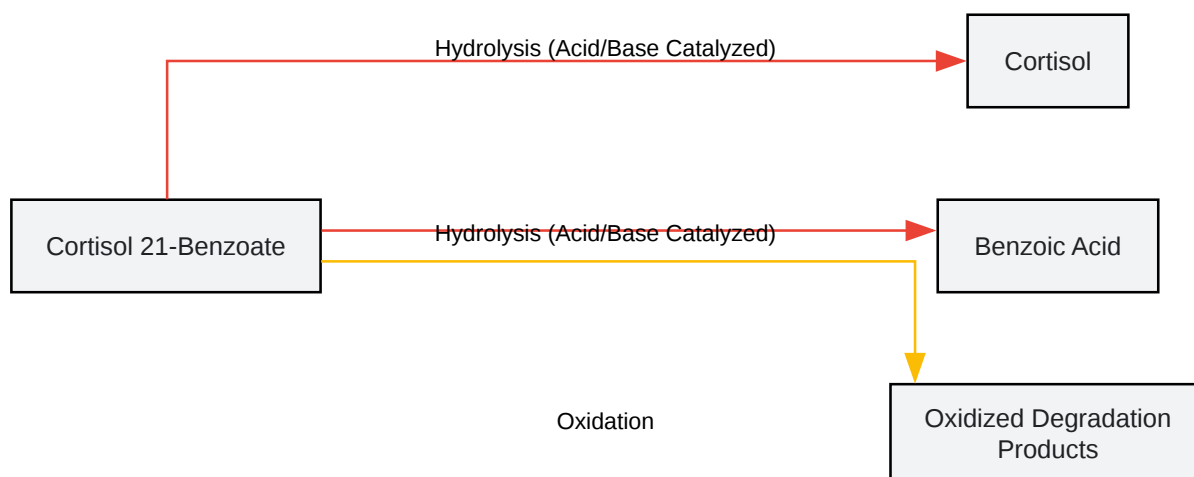 Hydrolysis (Acid/Base Catalyzed)
Cortisol
Cortisol 21-Benzoate
Hydrolysis (Acid/Base Catalyzed)
Benzoic Acid
Oxidation
Oxidized Degradation
Products